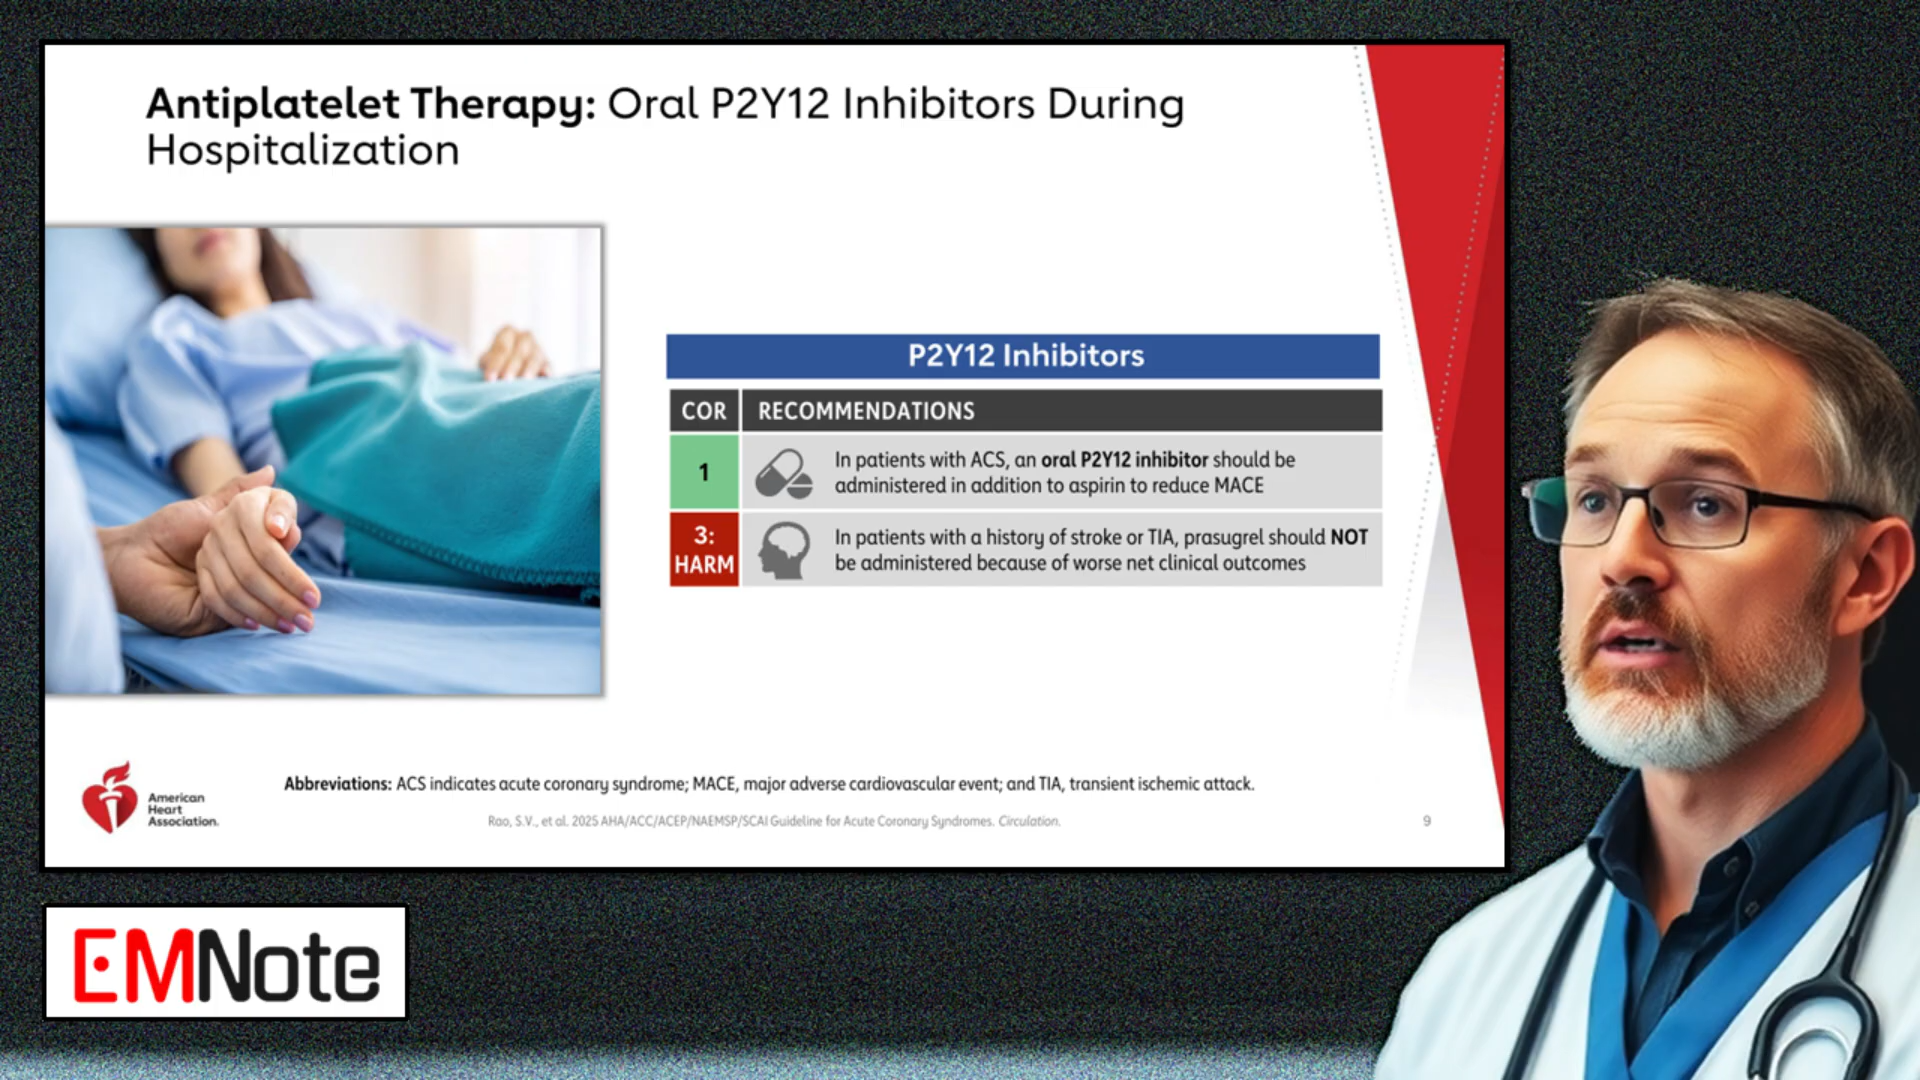 Antiplatelet Therapy: Oral P2Y12 Inhibitors During
Hospitalization
P2Y12 Inhibitors
COR
RECOMMENDATIONS
1
In patients with ACS, an oral P2Y12 inhibitor should be
administered in addition to aspirin to reduce MACE
3:
HARM
In patients with a history of stroke or TIA, prasugrel should NOT
be administered because of worse net clinical outcomes
Abbreviations: ACS indicates acute coronary syndrome; MACE, major adverse cardiovascular event; and TIA, transient ischemic attack.
American
Heart
Association.
Rao, S.V., et al. 2025 AHA/ACC/ACEP/NAEMSP/SCAI Guideline for Acute Coronary Syndromes. Circulation.
9
EMNote